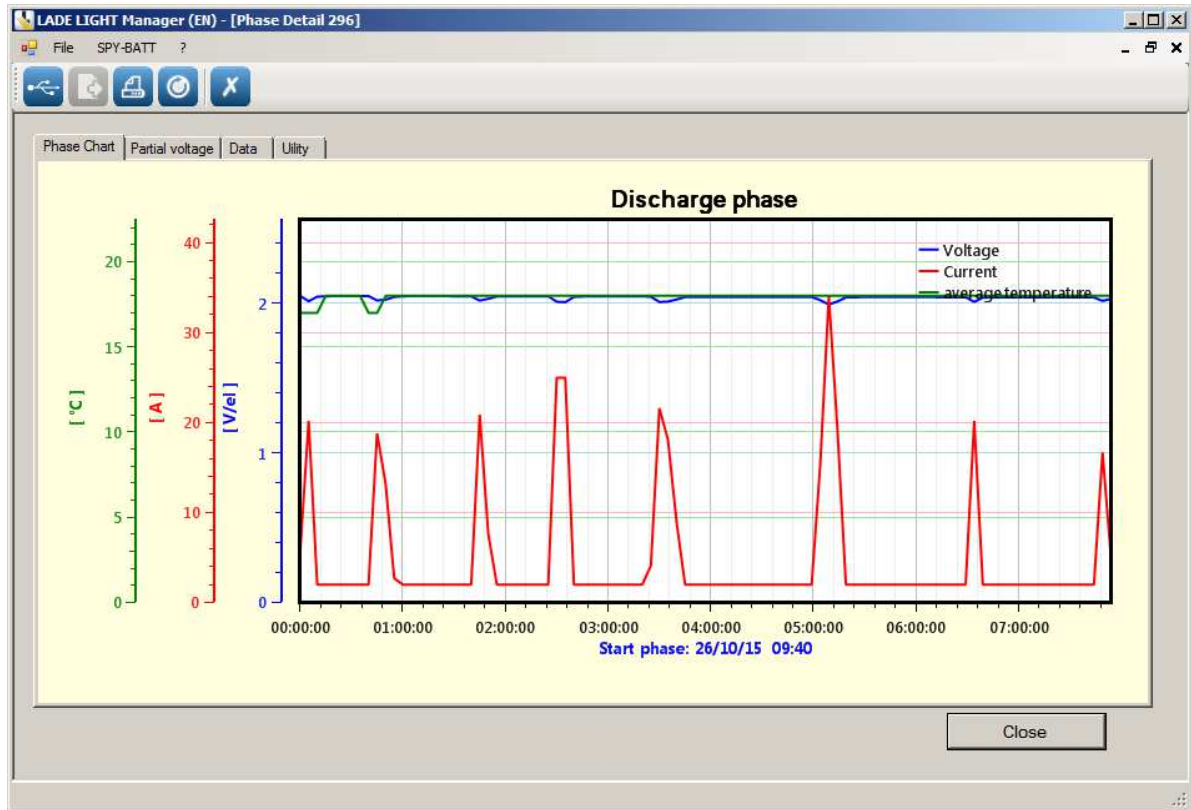 LADE LIGHT Manager (EN) - [Phase Detail 296]
File SPY-BATT ?
Phase Chart Partial voltage Data Uility
Discharge phase
Voltage
Current
average temperature
[ °C ]
20
15
10
5
0
[ A ]
40
30
20
10
0
[ V/el ]
2
1
0
00:00:00 01:00:00 02:00:00 03:00:00 04:00:00 05:00:00 06:00:00 07:00:00
Start phase: 26/10/15 09:40
Close